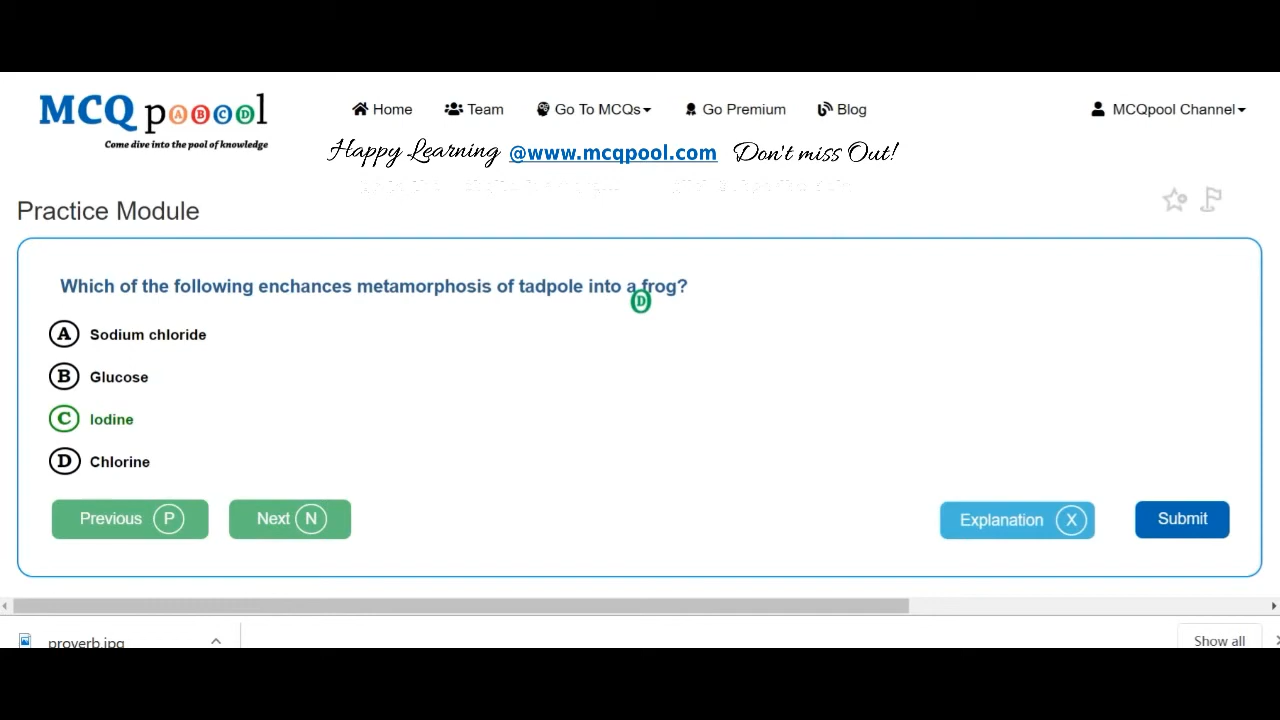 MCQ pooool
Come dive into the pool of knowledge
Home Team Go To MCQs Go Premium Blog MCQpool Channel
Happy Learning @www.mcqpool.com Don't miss Out!
Practice Module
Which of the following enchances metamorphosis of tadpole into a frog?
D
A Sodium chloride
B Glucose
C Iodine
D Chlorine
Previous P Next N Explanation X Submit
proverb.jpg Show all